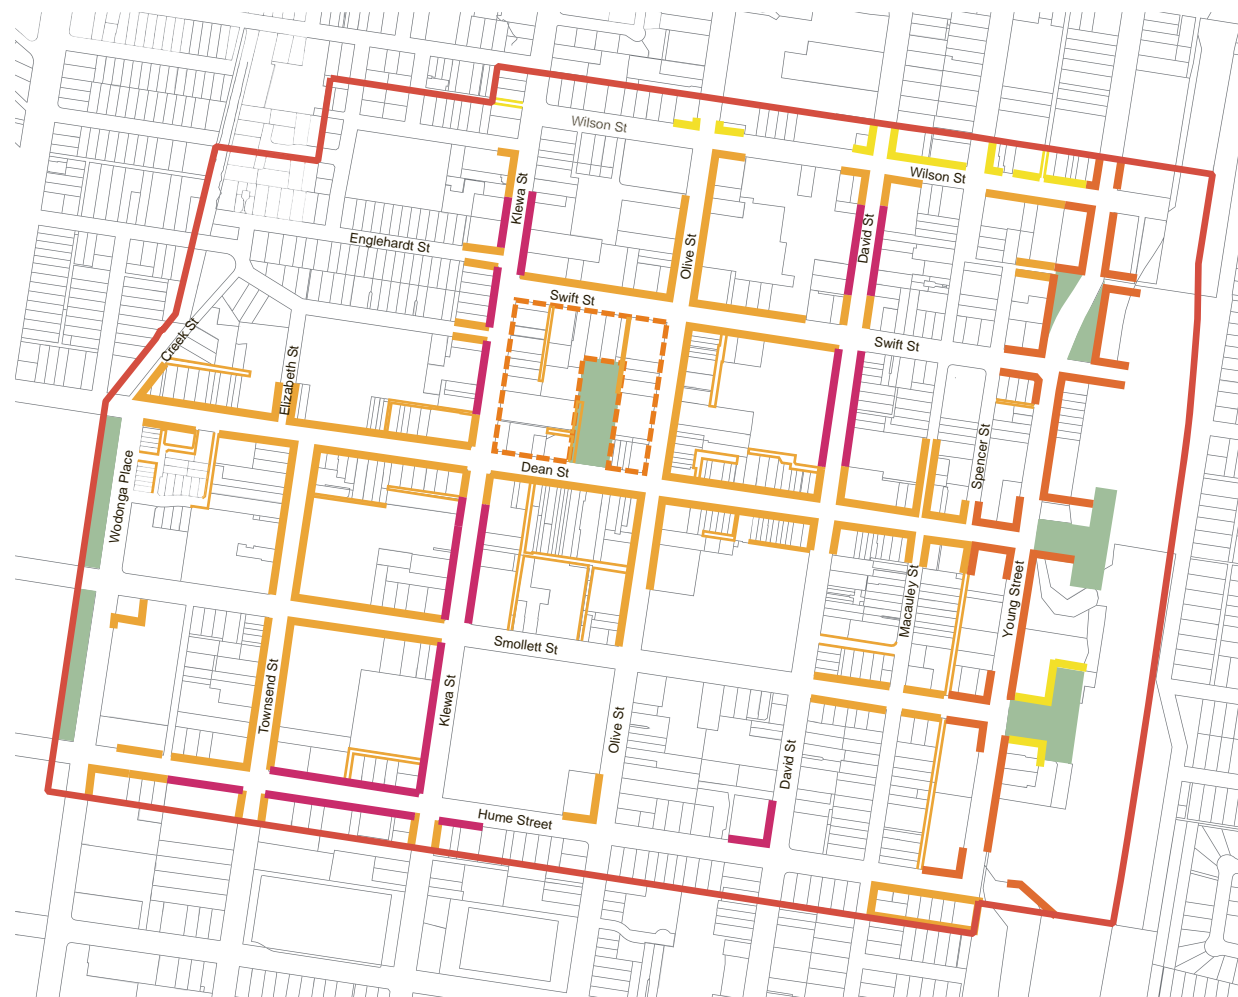 Wilson St
Wilson St
Klewa St
David St
Englehardt St
Olive St
Swift St
Creek St
Swift St
Elizabeth St
Spencer St
Dean St
Wodonga Place
Macauley St
Young Street
Smollett St
Townsend St
Klewa St
Olive St
David St
Hume Street